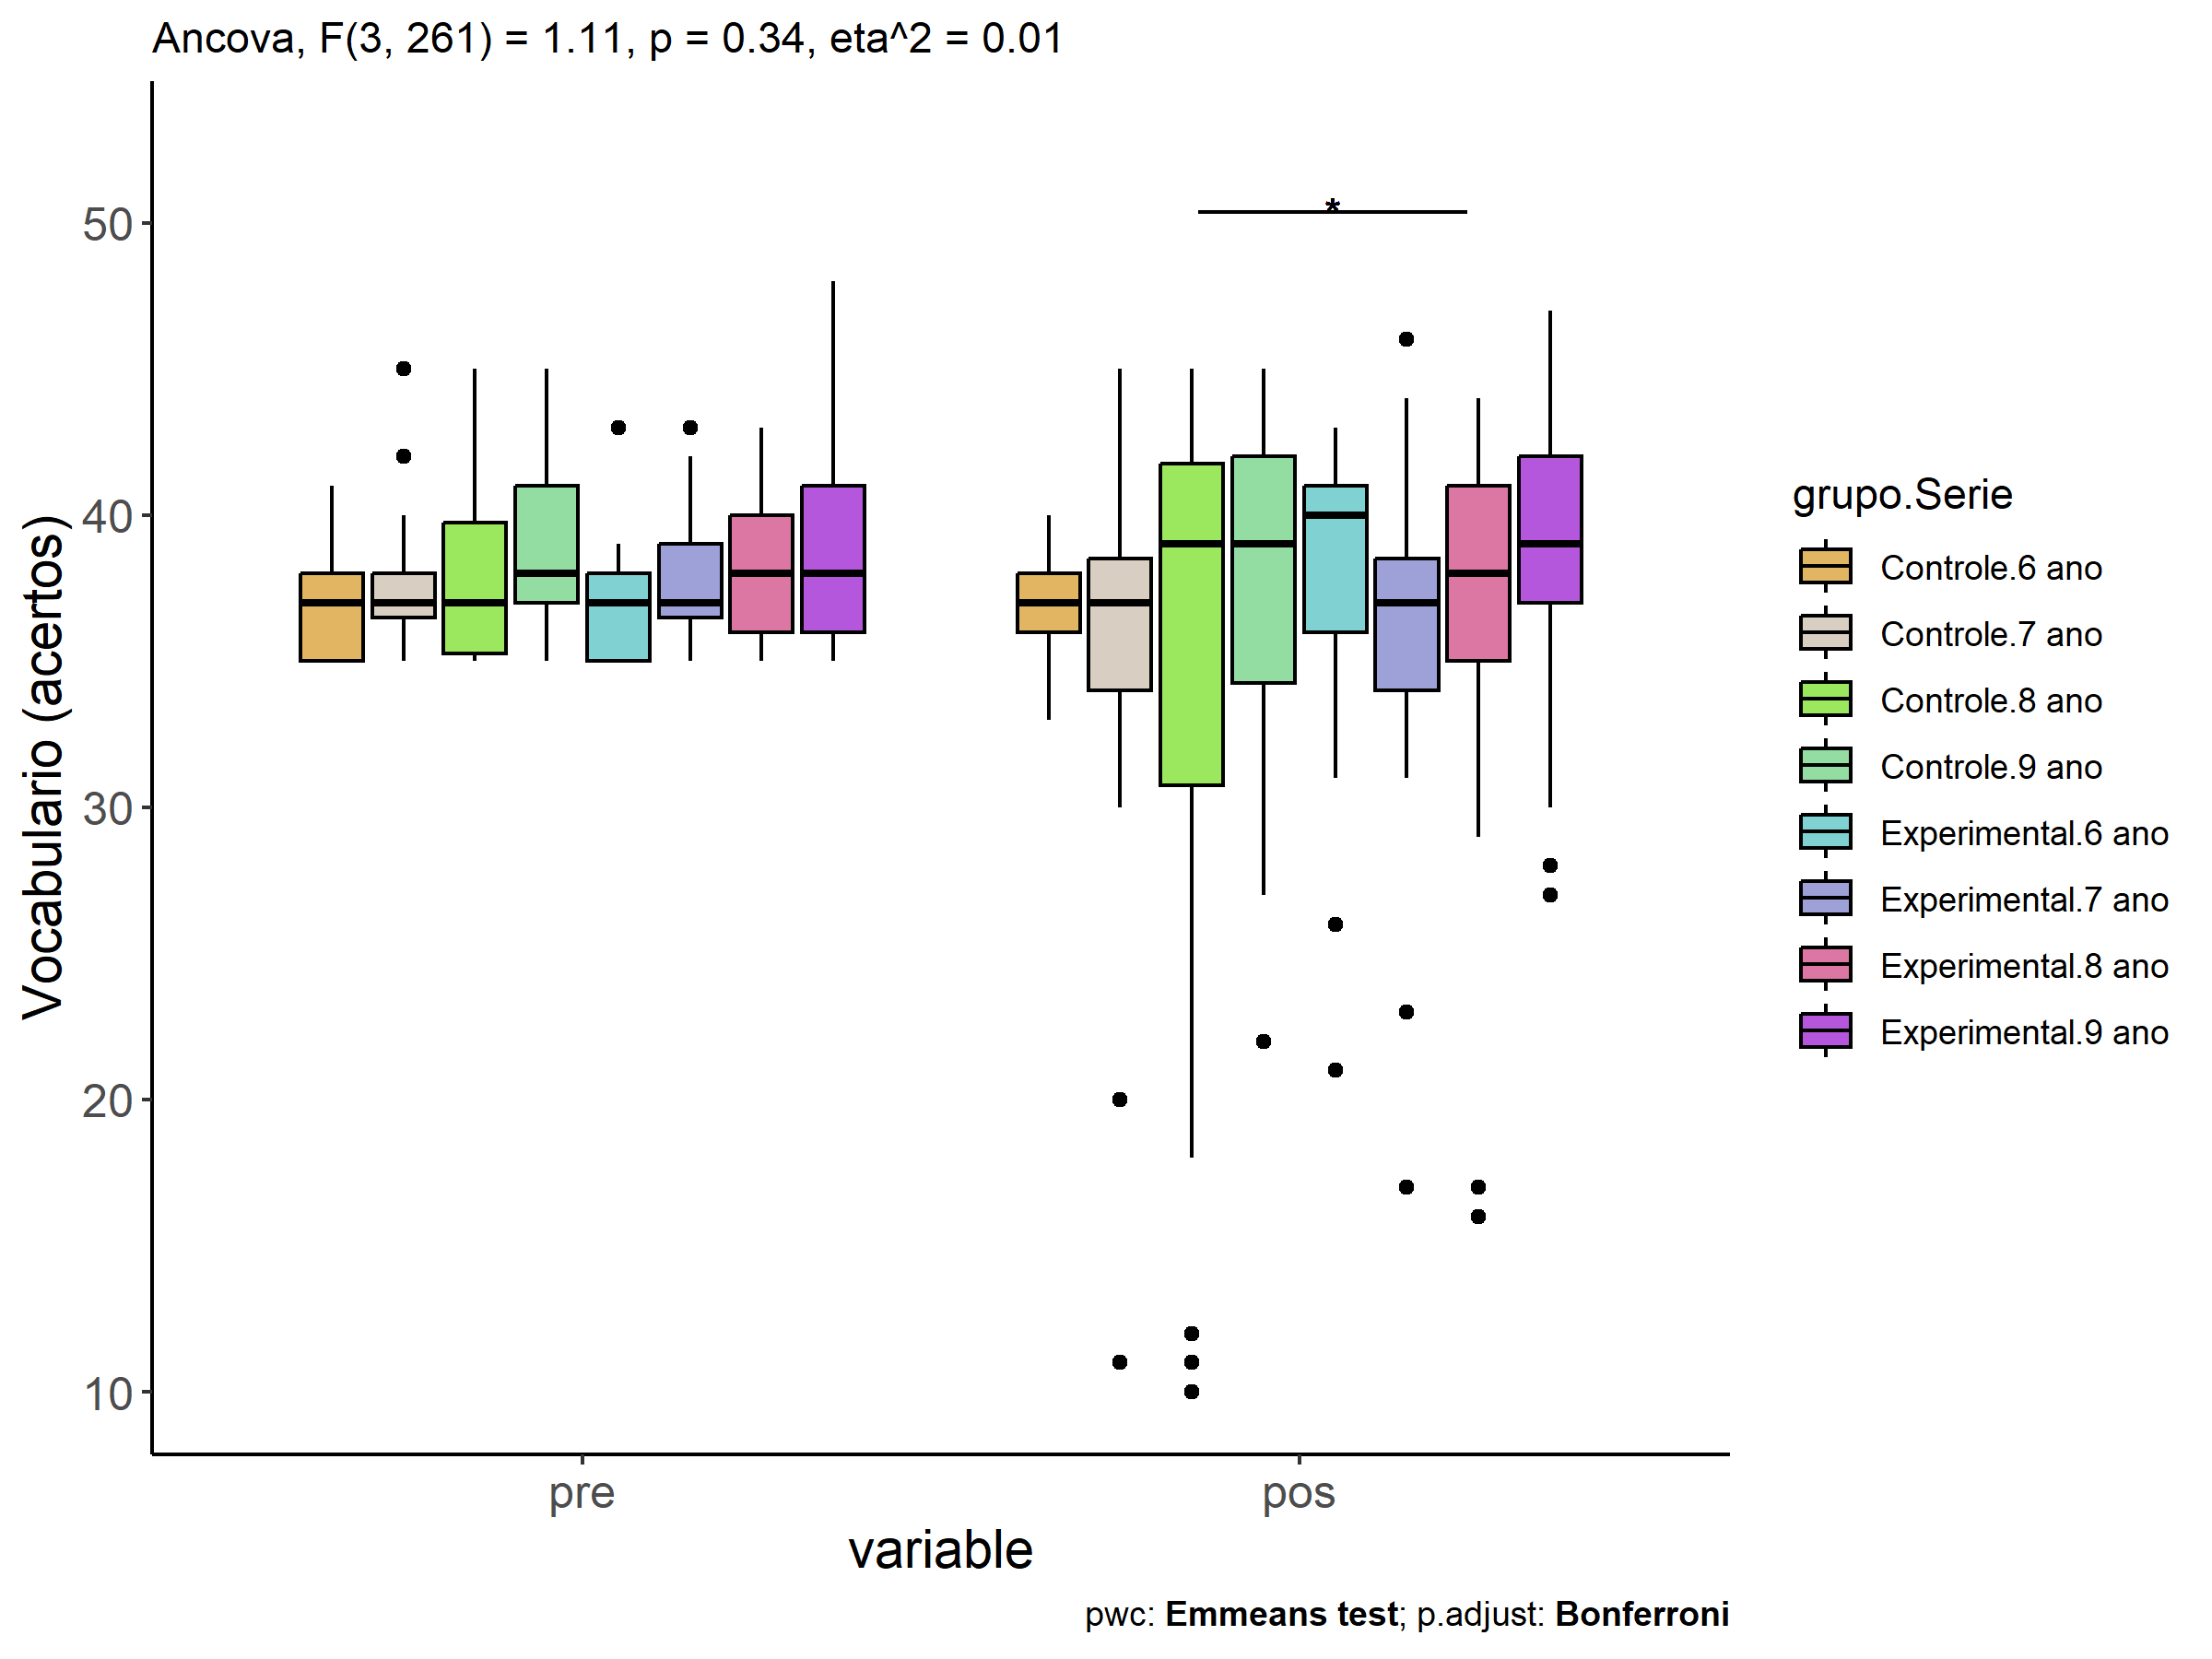 Ancova, F(3, 261) = 1.11, p = 0.34, eta^2 = 0.01
Vocabulario (acertos)
50
40
30
20
10
*
pre
pos
variable
grupo.Serie
Controle.6 ano
Controle.7 ano
Controle.8 ano
Controle.9 ano
Experimental.6 ano
Experimental.7 ano
Experimental.8 ano
Experimental.9 ano
pwc: Emmeans test; p.adjust: Bonferroni